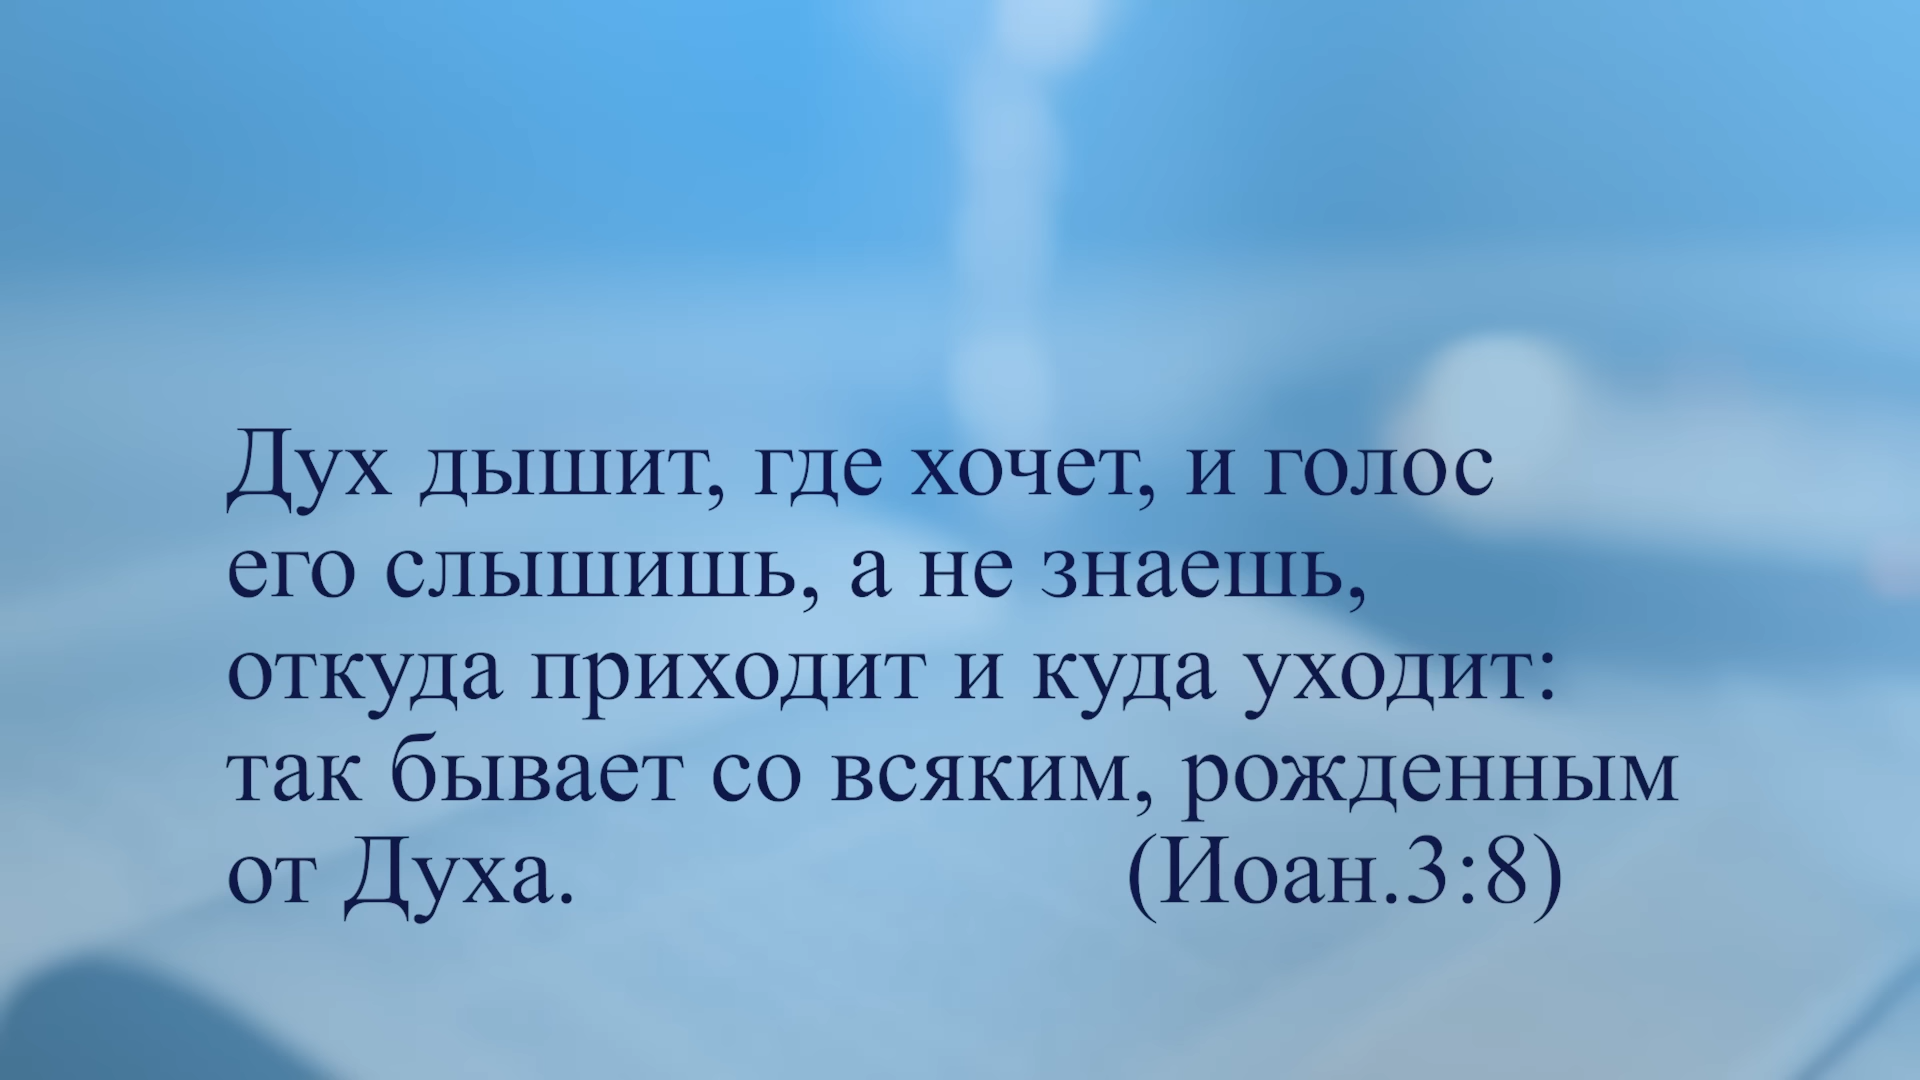 Дух дышит, где хочет, и голос
его слышишь, а не знаешь,
откуда приходит и куда уходит:
так бывает со всяким, рожденным
от Духа. (Иоан.3:8)